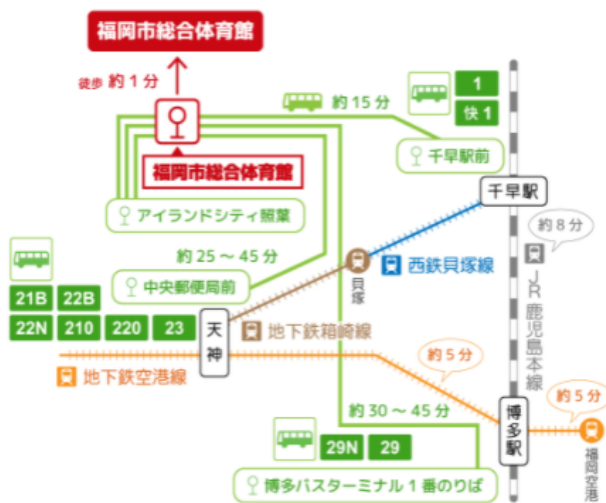 福岡市総合体育館
徒歩 約1分
福岡市総合体育館
アイランドシティ照葉
約15分
1
快1
千早駅前
千早駅
約25～45分
中央郵便局前
21B
22B
22N
210
220
23
天神
貝塚
西鉄貝塚線
地下鉄箱崎線
地下鉄空港線
約8分
JR鹿児島本線
約5分
約5分
博多駅
福岡空港
約30～45分
29N
29
博多バスターミナル1番のりば